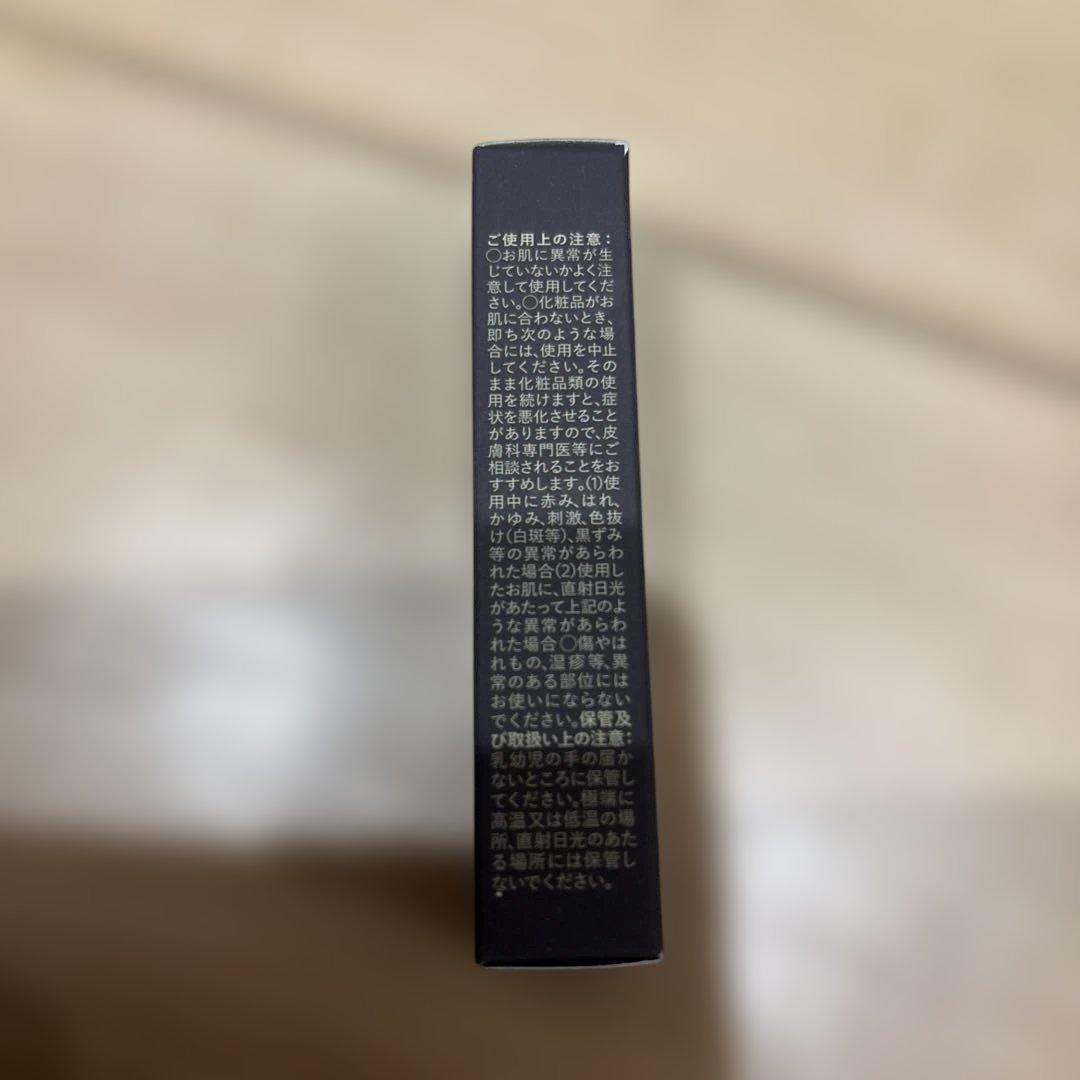 ご使用上の注意：
○お肌に異常が生
じていないかよく注
意して使用してくだ
さい。○化粧品がお
肌に合わないとき、
即ち次のような場
合には、使用を中止
してください。その
まま化粧品類の使
用を続けますと、症
状を悪化させること
がありますので、皮
膚科専門医等にご
相談されることをお
すすめします。(1)使
用中に赤み、はれ、
かゆみ、刺激、色抜
け(白斑等)、黒ずみ
等の異常があらわ
れた場合(2)使用し
たお肌に、直射日光
があたって上記のよ
うな異常があらわ
れた場合○傷やは
れもの、湿疹等、異
常のある部位には
お使いにならない
でください。保管及
び取扱い上の注意：
乳幼児の手の届か
ないところに保管し
てください。極端に
高温又は低温の場
所、直射日光のあた
る場所には保管し
ないでください。